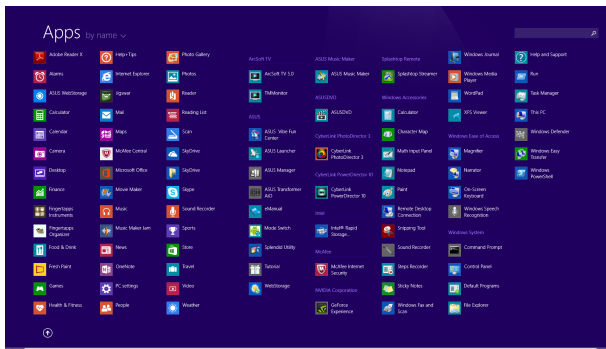 Apps by name
Adobe Reader X
Alarms
ASUS WebStorage
Calculator
Calendar
Camera
Desktop
Finance
Fingertapps
Instruments
Fingertapps
Organizer
Food & Drink
Fresh Paint
Games
Health & Fitness
Help+Tips
Internet Explorer
Jigswar
Mail
Maps
McAfee Central
Microsoft Office
Movie Maker
Music
Music Maker Jam
News
OneNote
PC settings
People
Photo Gallery
Photos
Reader
Reading List
Scan
SkyDrive
SkyDrive
Skype
Sound Recorder
Sports
Store
Travel
Video
Weather
ArcSoft TV
ArcSoft TV 5.0
TMMonitor
ASUS
ASUS Vibe Fun
Center
ASUS Launcher
ASUS Manager
ASUS Transformer
AiO
eManual
Mode Switch
Splendid Utility
Tutorial
WebStorage
ASUS Music Maker
ASUS Music Maker
ASUSDVD
ASUSDVD
CyberLink PhotoDirector 3
CyberLink
PhotoDirector 3
CyberLink PowerDirector 10
CyberLink
PowerDirector 10
Intel
Intel® Rapid
Storage...
McAfee
McAfee Internet
Security
NVIDIA Corporation
GeForce
Experience
Splashtop Remote
Splashtop Streamer
Windows Accessories
Calculator
Character Map
Math Input Panel
Notepad
Paint
Remote Desktop
Connection
Snipping Tool
Sound Recorder
Steps Recorder
Sticky Notes
Windows Fax and
Scan
Windows Journal
Windows Media
Player
WordPad
XPS Viewer
Windows Ease of Access
Magnifier
Narrator
On-Screen
Keyboard
Windows Speech
Recognition
Windows System
Command Prompt
Control Panel
Default Programs
File Explorer
Help and Support
Run
Task Manager
This PC
Windows Defender
Windows Easy
Transfer
Windows
PowerShell